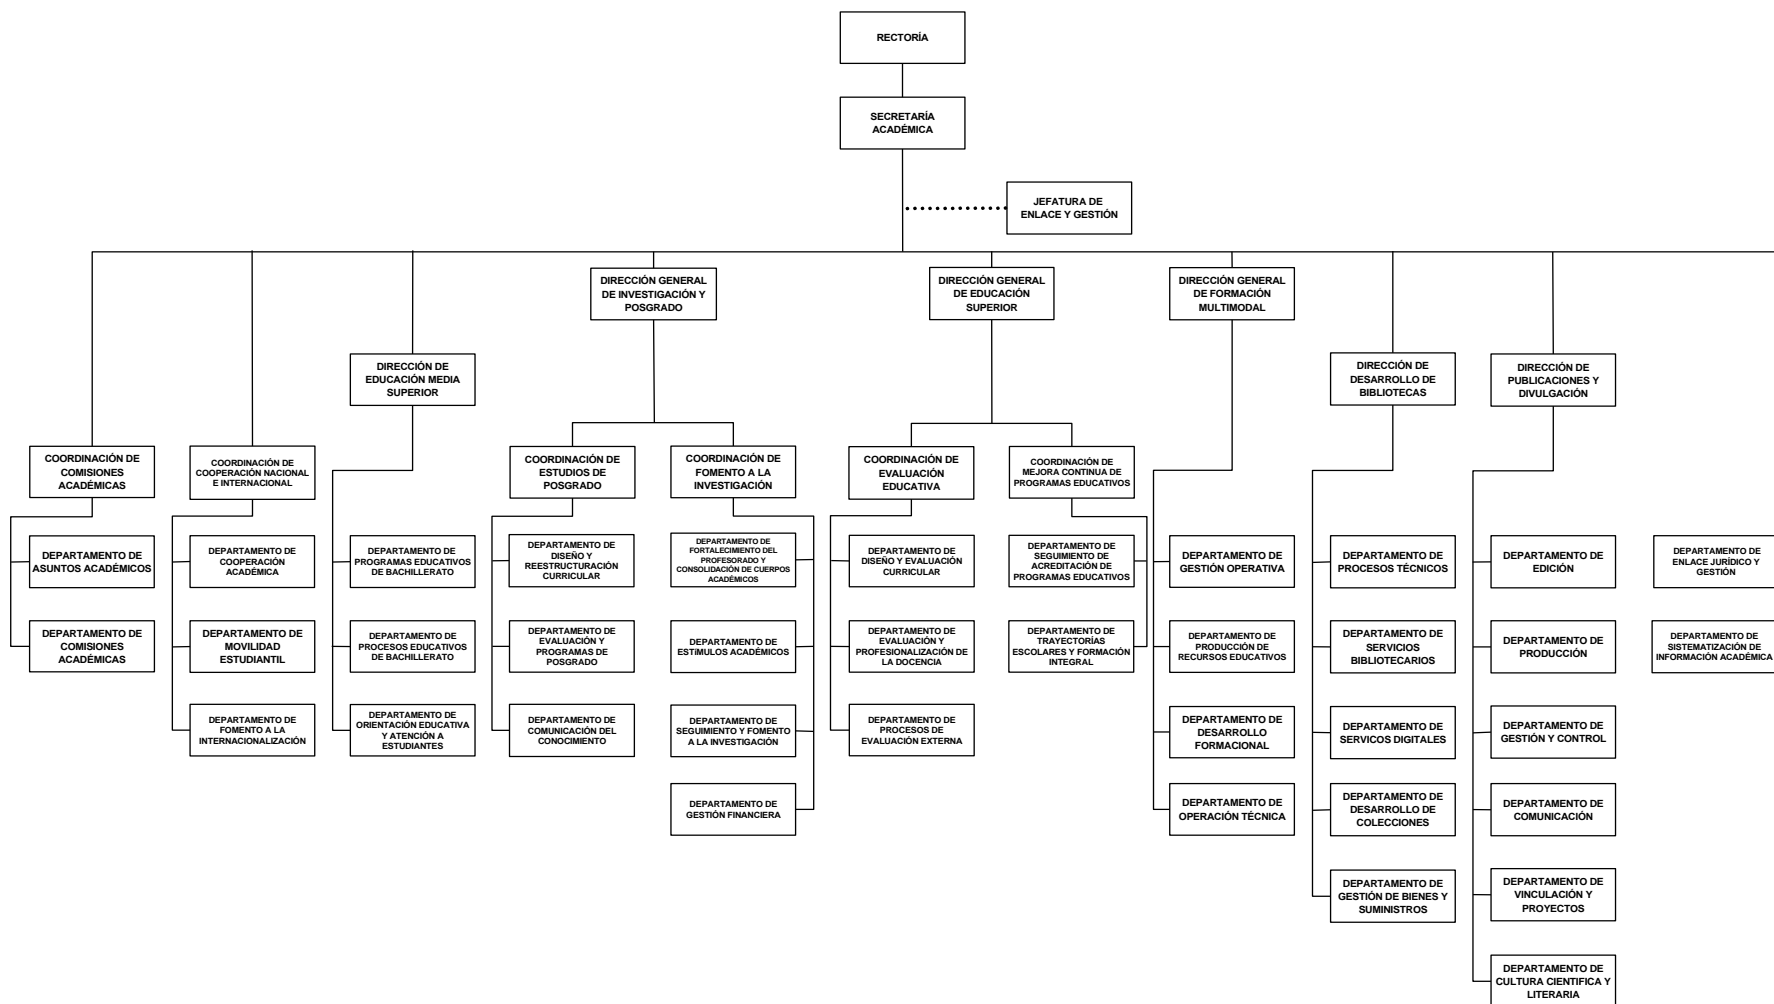 RECTORÍA
SECRETARÍA
ACADÉMICA
JEFATURA DE
ENLACE Y GESTIÓN
DIRECCIÓN GENERAL
DE INVESTIGACIÓN Y
POSGRADO
DIRECCIÓN GENERAL
DE EDUCACIÓN
SUPERIOR
DIRECCIÓN GENERAL
DE FORMACIÓN
MULTIMODAL
DIRECCIÓN DE
EDUCACIÓN MEDIA
SUPERIOR
DIRECCIÓN DE
DESARROLLO DE
BIBLIOTECAS
DIRECCIÓN DE
PUBLICACIONES Y
DIVULGACIÓN
COORDINACIÓN DE
COMISIONES
ACADÉMICAS
COORDINACIÓN DE
COOPERACIÓN NACIONAL
E INTERNACIONAL
COORDINACIÓN DE
ESTUDIOS DE
POSGRADO
COORDINACIÓN DE
FOMENTO A LA
INVESTIGACIÓN
COORDINACIÓN DE
EVALUACIÓN
EDUCATIVA
COORDINACIÓN DE
MEJORA CONTINUA DE
PROGRAMAS EDUCATIVOS
DEPARTAMENTO DE
ASUNTOS ACADÉMICOS
DEPARTAMENTO DE
COOPERACIÓN
ACADÉMICA
DEPARTAMENTO DE
PROGRAMAS EDUCATIVOS
DE BACHILLERATO
DEPARTAMENTO DE
DISEÑO Y
REESTRUCTURACIÓN
CURRICULAR
DEPARTAMENTO DE
FORTALECIMIENTO DEL
PROFESORADO Y
CONSOLIDACIÓN DE CUERPOS
ACADÉMICOS
DEPARTAMENTO DE
DISEÑO Y EVALUACIÓN
CURRICULAR
DEPARTAMENTO DE
SEGUIMIENTO DE
ACREDITACIÓN DE
PROGRAMAS EDUCATIVOS
DEPARTAMENTO DE
GESTIÓN OPERATIVA
DEPARTAMENTO DE
PROCESOS TÉCNICOS
DEPARTAMENTO DE
EDICIÓN
DEPARTAMENTO DE
ENLACE JURÍDICO Y
GESTIÓN
DEPARTAMENTO DE
COMISIONES
ACADÉMICAS
DEPARTAMENTO DE
MOVILIDAD
ESTUDIANTIL
DEPARTAMENTO DE
PROCESOS EDUCATIVOS
DE BACHILLERATO
DEPARTAMENTO DE
EVALUACIÓN Y
PROGRAMAS DE
POSGRADO
DEPARTAMENTO DE
ESTIMULOS ACADÉMICOS
DEPARTAMENTO DE
EVALUACIÓN Y
PROFESIONALIZACIÓN DE
LA DOCENCIA
DEPARTAMENTO DE
TRAYECTORÍAS
ESCOLARES Y FORMACIÓN
INTEGRAL
DEPARTAMENTO DE
PRODUCCIÓN DE
RECURSOS EDUCATIVOS
DEPARTAMENTO DE
SERVICIOS
BIBLIOTECARIOS
DEPARTAMENTO DE
PRODUCCIÓN
DEPARTAMENTO DE
SISTEMATIZACIÓN DE
INFORMACIÓN ACADÉMICA
DEPARTAMENTO DE
FOMENTO A LA
INTERNACIONALIZACIÓN
DEPARTAMENTO DE
ORIENTACIÓN EDUCATIVA
Y ATENCIÓN A
ESTUDIANTES
DEPARTAMENTO DE
COMUNICACIÓN DEL
CONOCIMIENTO
DEPARTAMENTO DE
SEGUIMIENTO Y FOMENTO
A LA INVESTIGACIÓN
DEPARTAMENTO DE
PROCESOS DE
EVALUACIÓN EXTERNA
DEPARTAMENTO DE
DESARROLLO
FORMACIONAL
DEPARTAMENTO DE
SERVICOS DIGITALES
DEPARTAMENTO DE
GESTIÓN Y CONTROL
DEPARTAMENTO DE
GESTIÓN FINANCIERA
DEPARTAMENTO DE
OPERACIÓN TÉCNICA
DEPARTAMENTO DE
DESARROLLO DE
COLECCIONES
DEPARTAMENTO DE
COMUNICACIÓN
DEPARTAMENTO DE
GESTIÓN DE BIENES Y
SUMINISTROS
DEPARTAMENTO DE
VINCULACIÓN Y
PROYECTOS
DEPARTAMENTO DE
CULTURA CIENTIFICA Y
LITERARIA